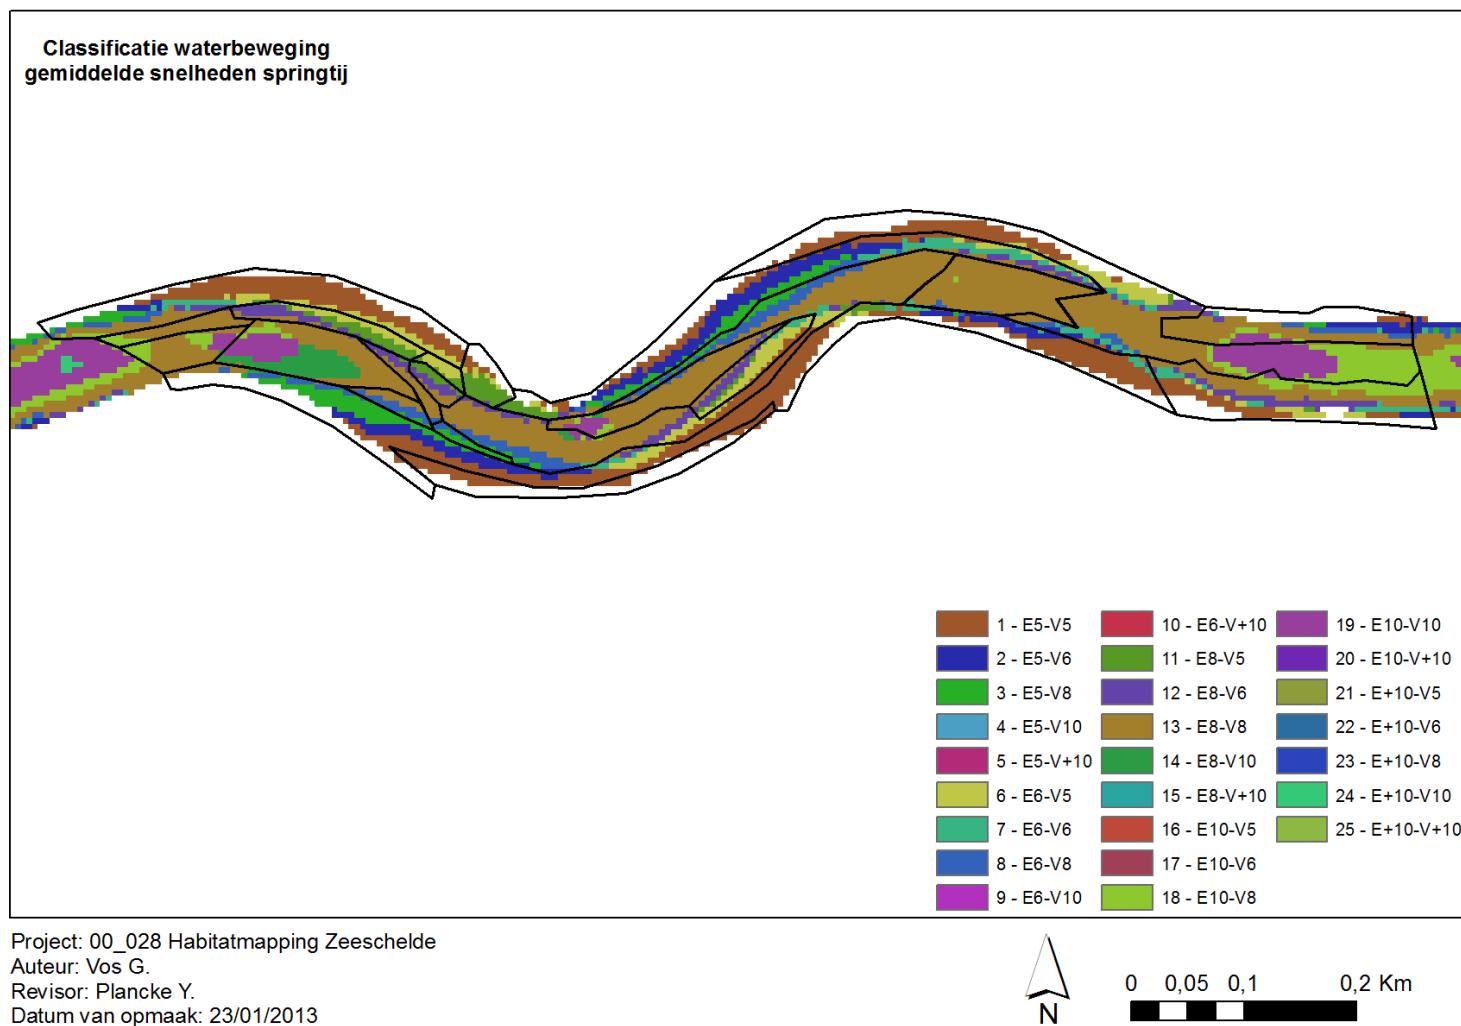 Classificatie waterbeweging
gemiddelde snelheden springtij
1 - E5-V5
2 - E5-V6
3 - E5-V8
4 - E5-V10
5 - E5-V+10
6 - E6-V5
7 - E6-V6
8 - E6-V8
9 - E6-V10
10 - E6-V+10
11 - E8-V5
12 - E8-V6
13 - E8-V8
14 - E8-V10
15 - E8-V+10
16 - E10-V5
17 - E10-V6
18 - E10-V8
19 - E10-V10
20 - E10-V+10
21 - E+10-V5
22 - E+10-V6
23 - E+10-V8
24 - E+10-V10
25 - E+10-V+10
Project: 00_028 Habitatmapping Zeeschelde
Auteur: Vos G.
Revisor: Plancke Y.
Datum van opmaak: 23/01/2013
N
0 0,05 0,1 0,2 Km